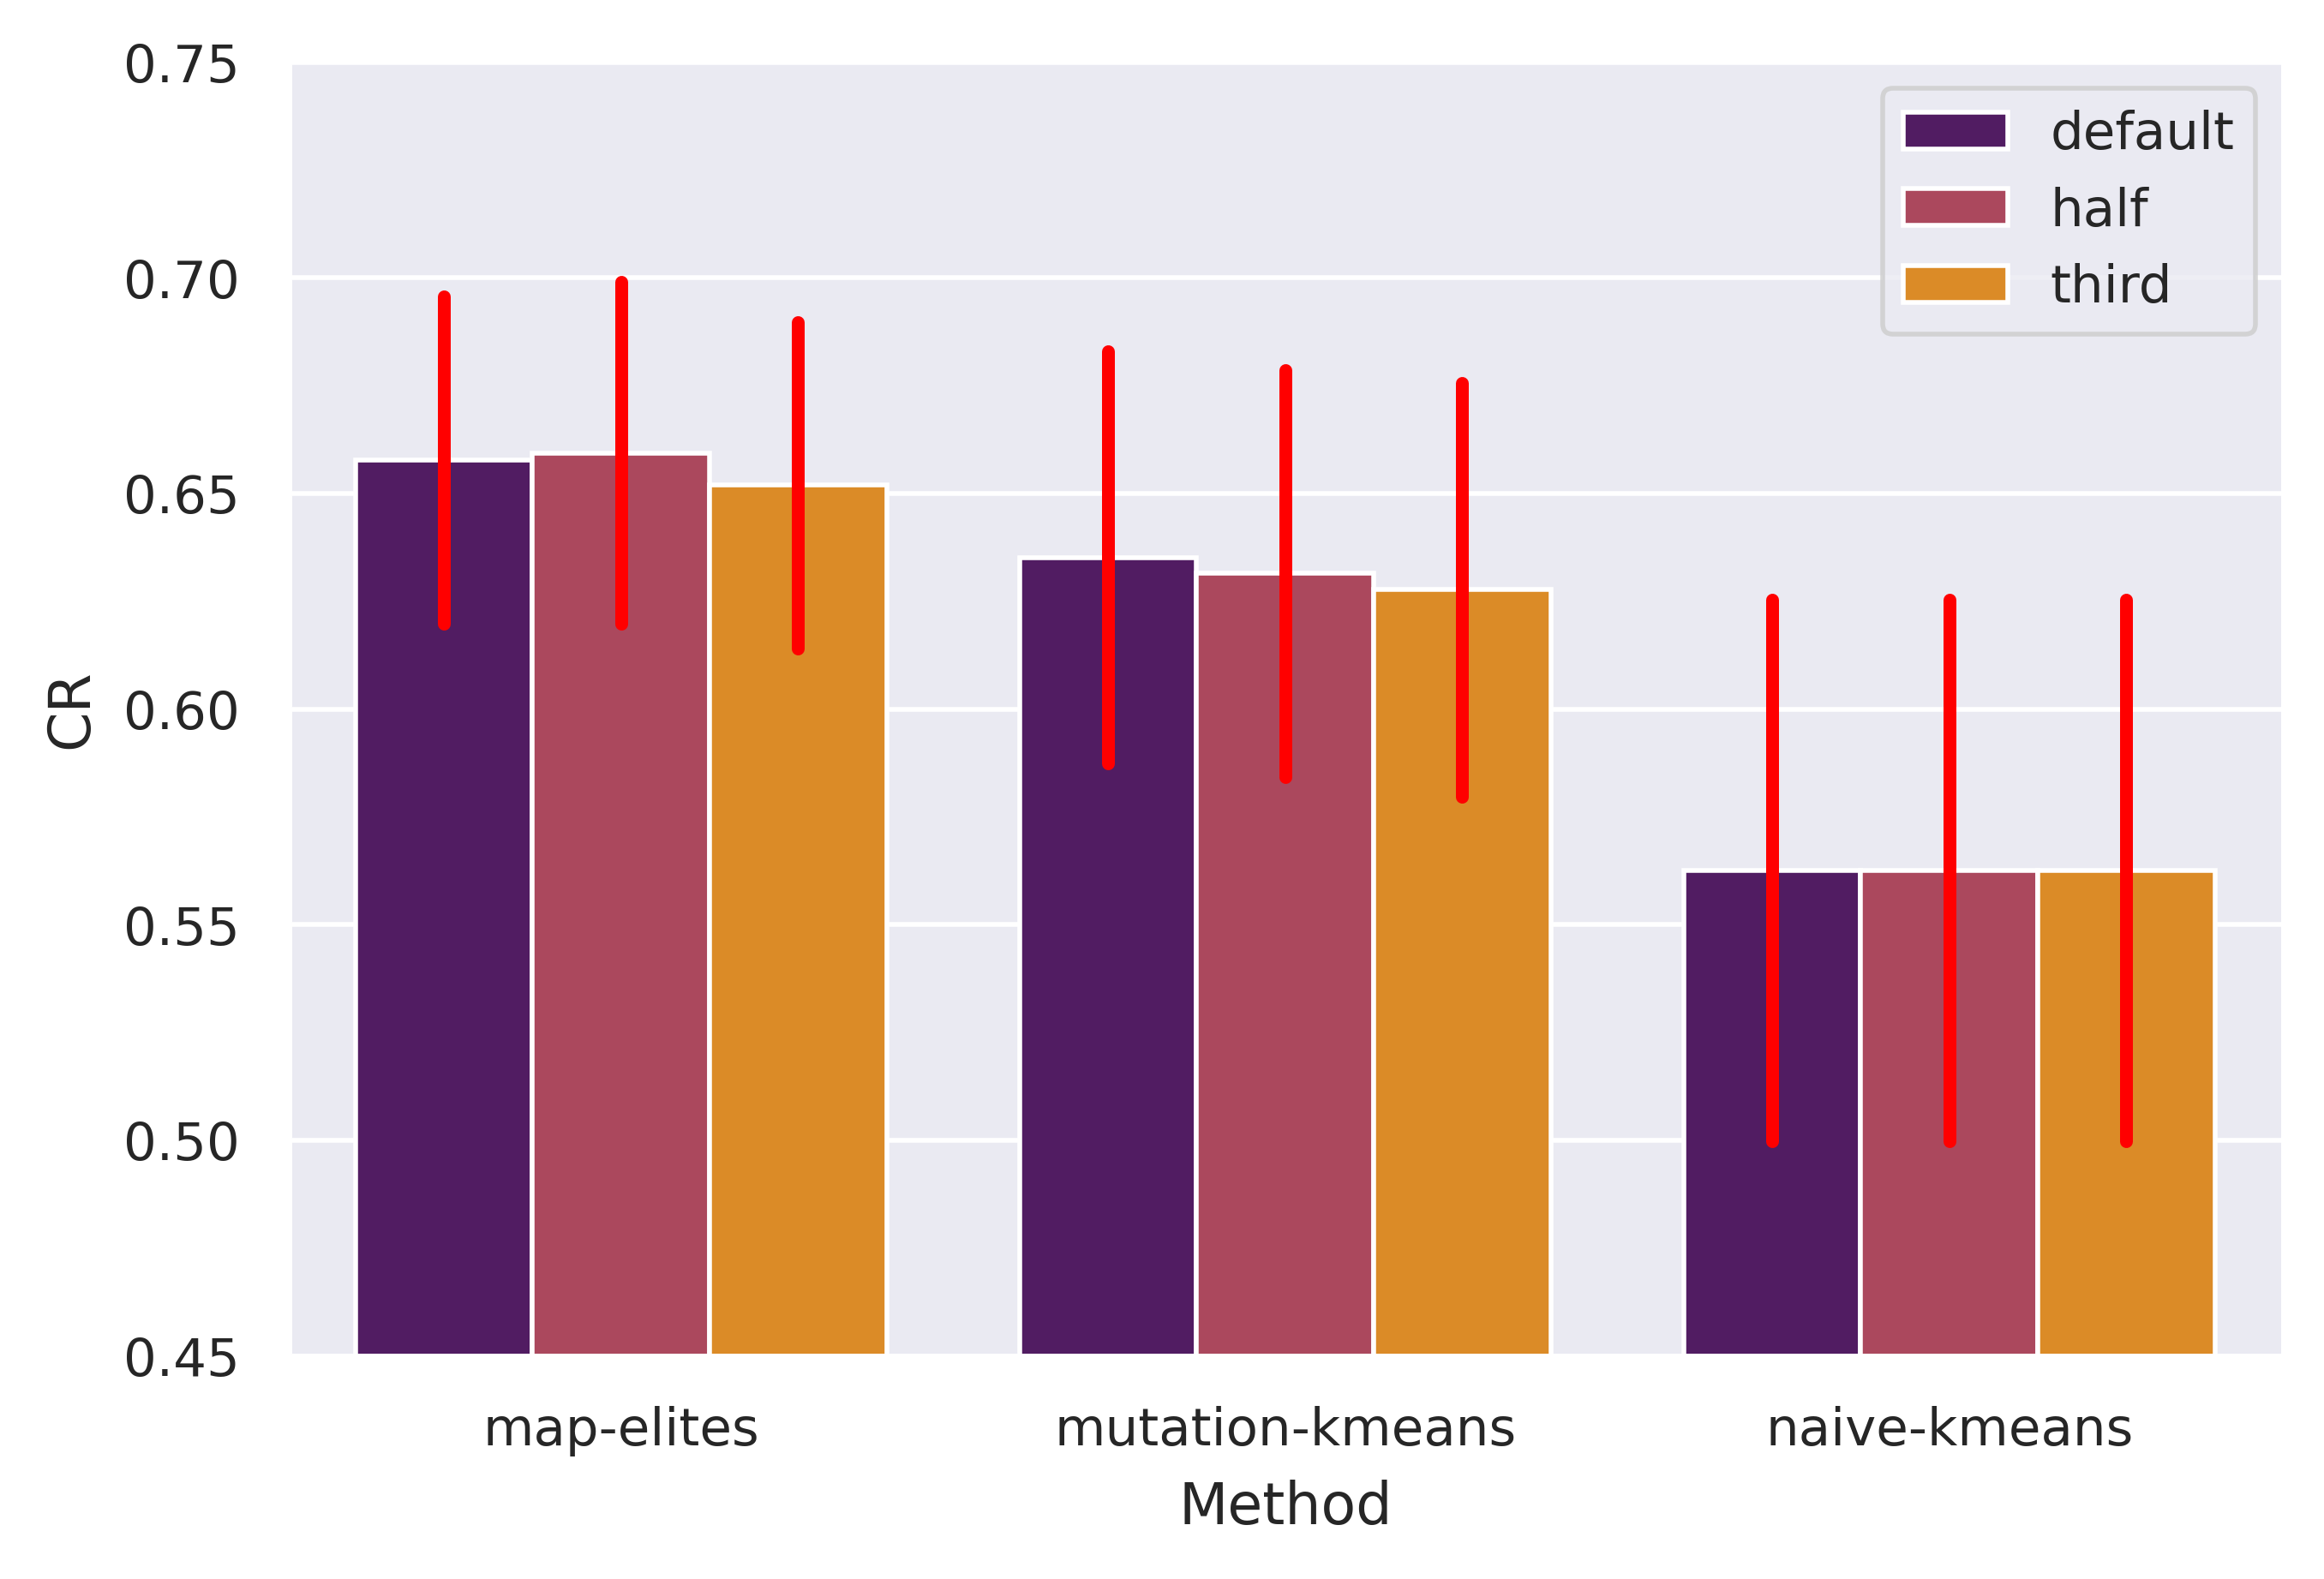 0.75
0.70
0.65
0.60
0.55
0.50
0.45
CR
default
half
third
map-elites
mutation-kmeans
naive-kmeans
Method